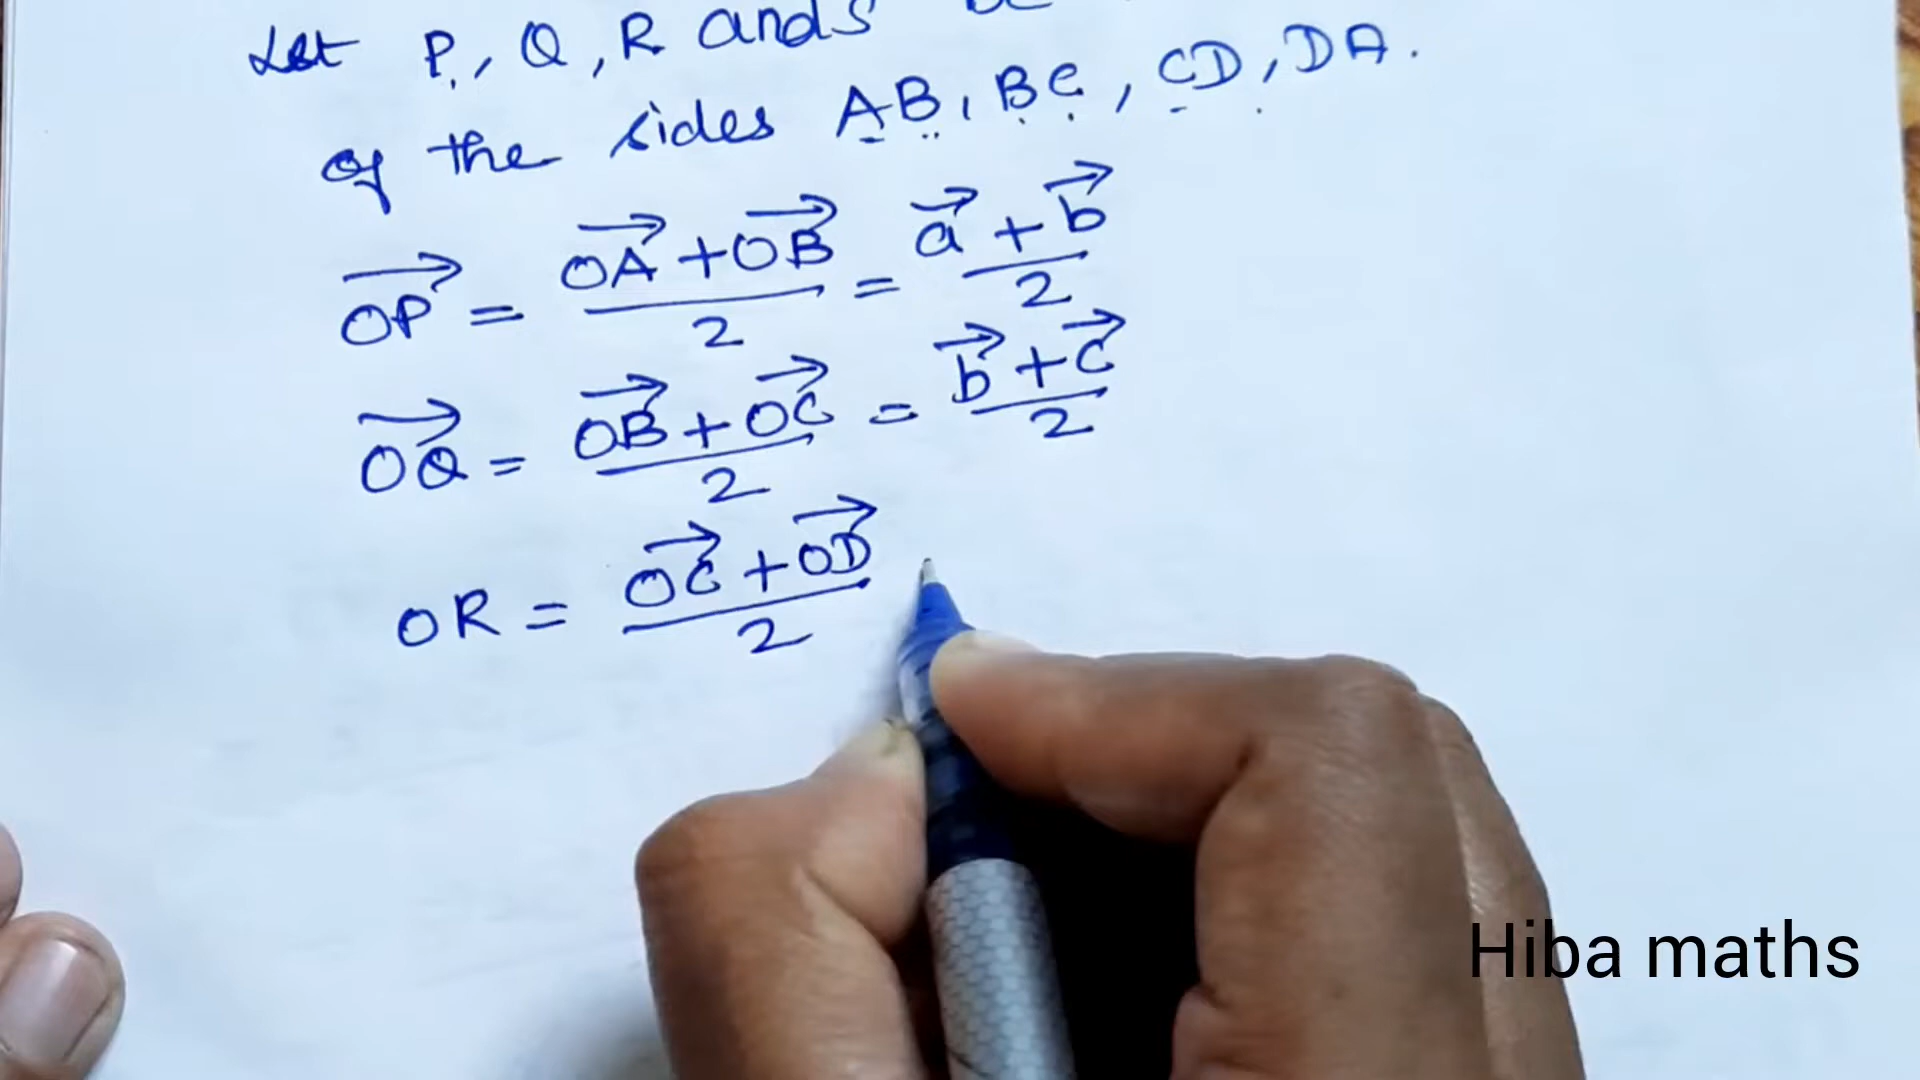 Let P, Q, R and S
of the sides AB, BC, CD, DA.
→OP = (→OA + →OB)/2 = (→a + →b)/2
→OQ = (→OB + →OC)/2 = (→b + →c)/2
OR = (→OC + →OD)/2
Hiba maths